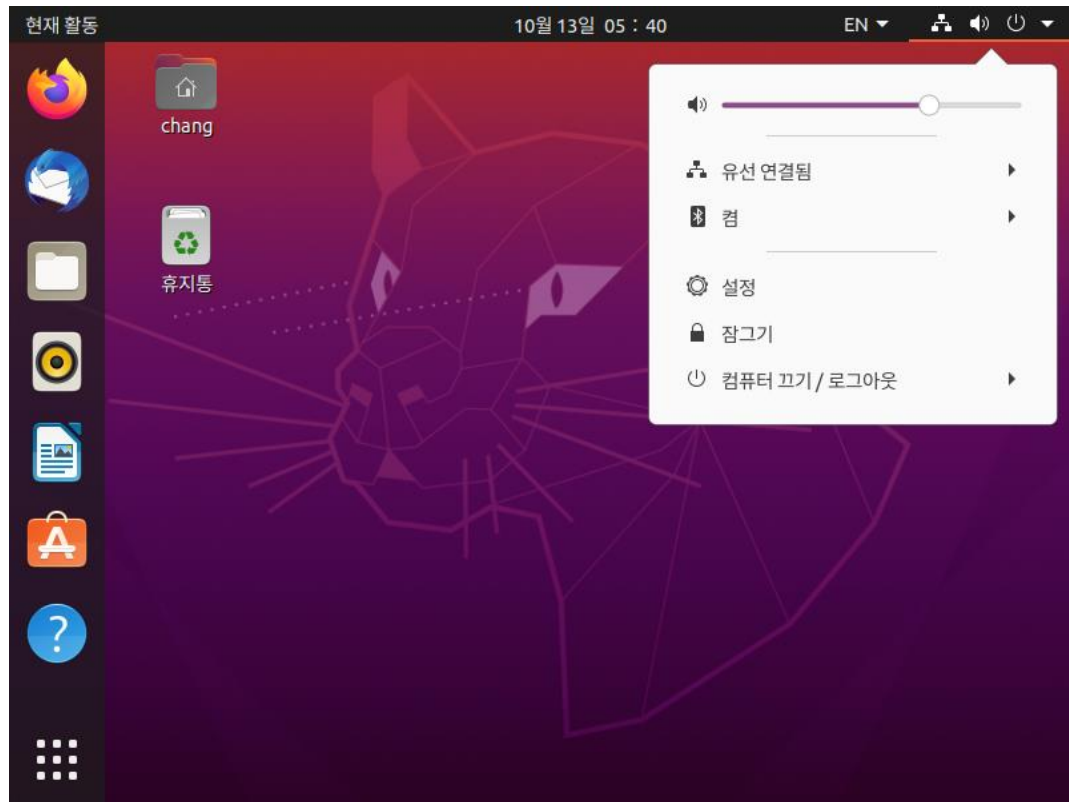 현재 활동
10월 13일 05 : 40
EN
chang
휴지통
유선 연결됨
켬
설정
잠그기
컴퓨터 끄기 / 로그아웃
A
?